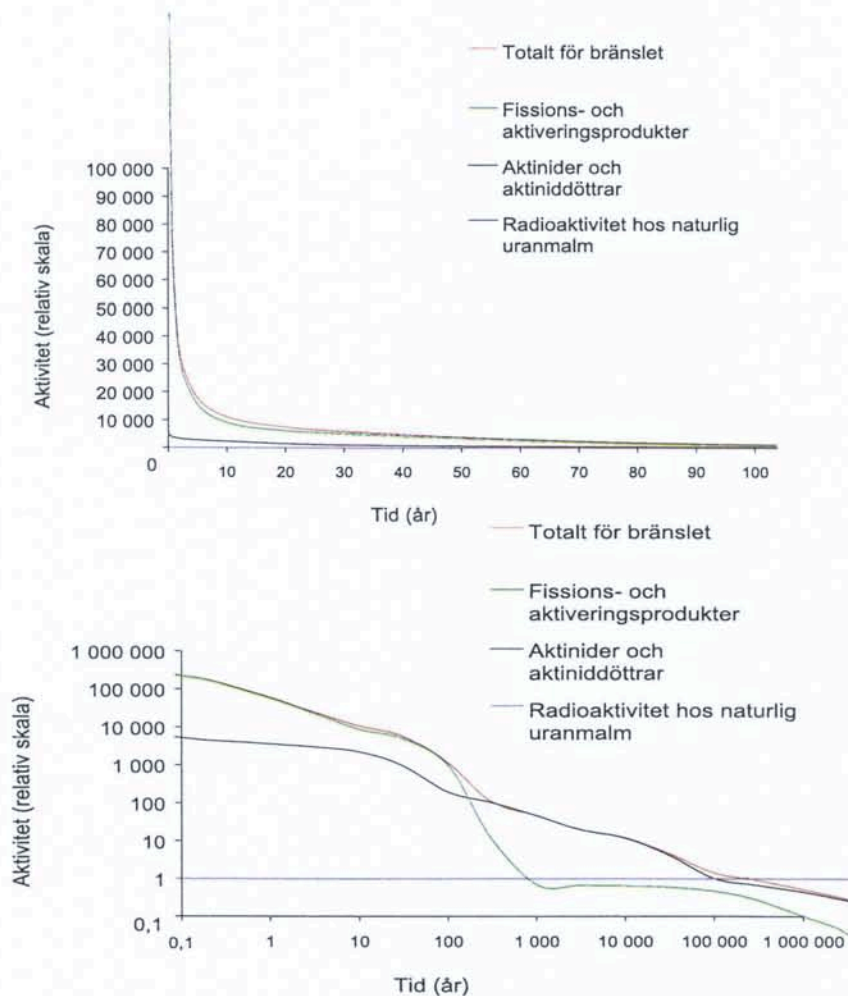 Totalt för bränslet
Fissions- och
aktiveringsprodukter
Aktinider och
aktiniddöttrar
Radioaktivitet hos naturlig
uranmalm
Aktivitet (relativ skala)
100 000
90 000
80 000
70 000
60 000
50 000
40 000
30 000
20 000
10 000
0
10 20 30 40 50 60 70 80 90 100
Tid (år)
Totalt för bränslet
Fissions- och
aktiveringsprodukter
Aktinider och
aktiniddöttrar
Radioaktivitet hos naturlig
uranmalm
Aktivitet (relativ skala)
1 000 000
100 000
10 000
1 000
100
10
1
0,1
0,1 1 10 100 1 000 10 000 100 000 1 000 000
Tid (år)